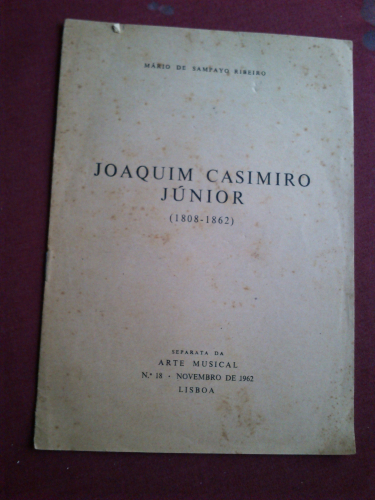 MÁRIO DE SAMPAYO RIBEIRO
JOAQUIM CASIMIRO
JÚNIOR
(1808-1862)
SEPARATA DA
ARTE MUSICAL
N.º 18 - NOVEMBRO DE 1962
LISBOA